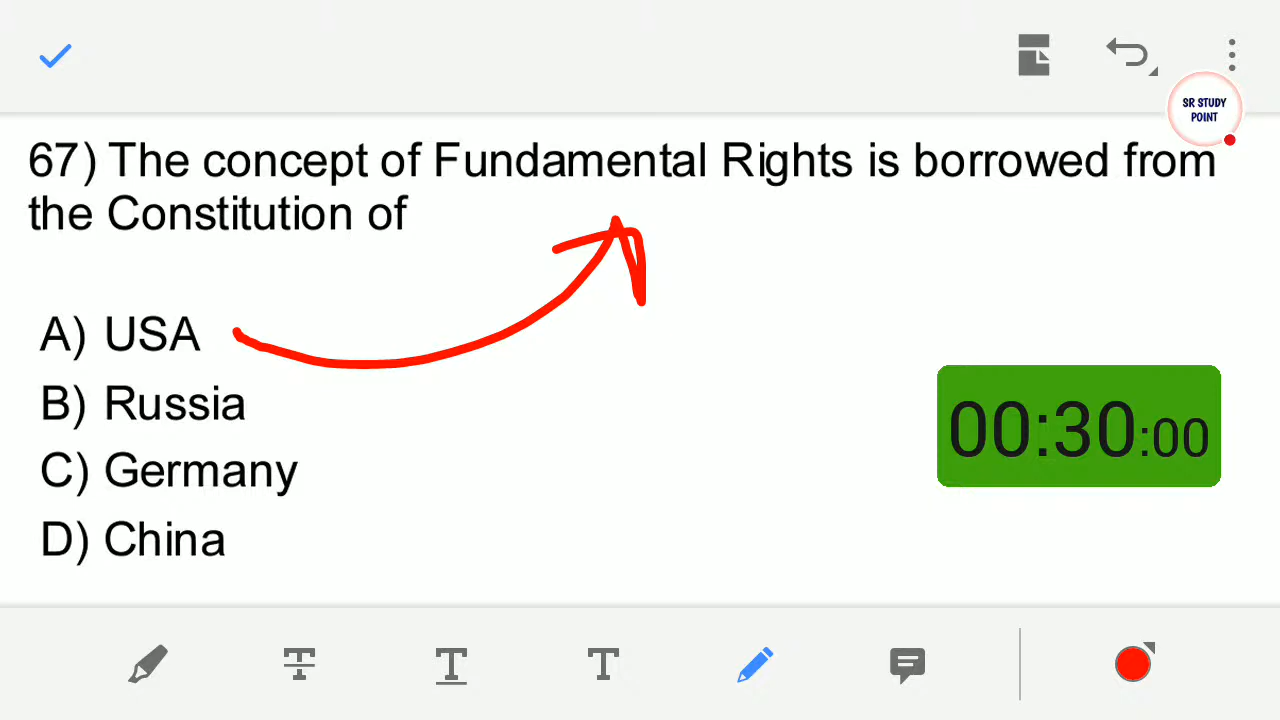 SR STUDY
POINT
67) The concept of Fundamental Rights is borrowed from
the Constitution of
A) USA
B) Russia
C) Germany
D) China
00:30:00
T
T
T